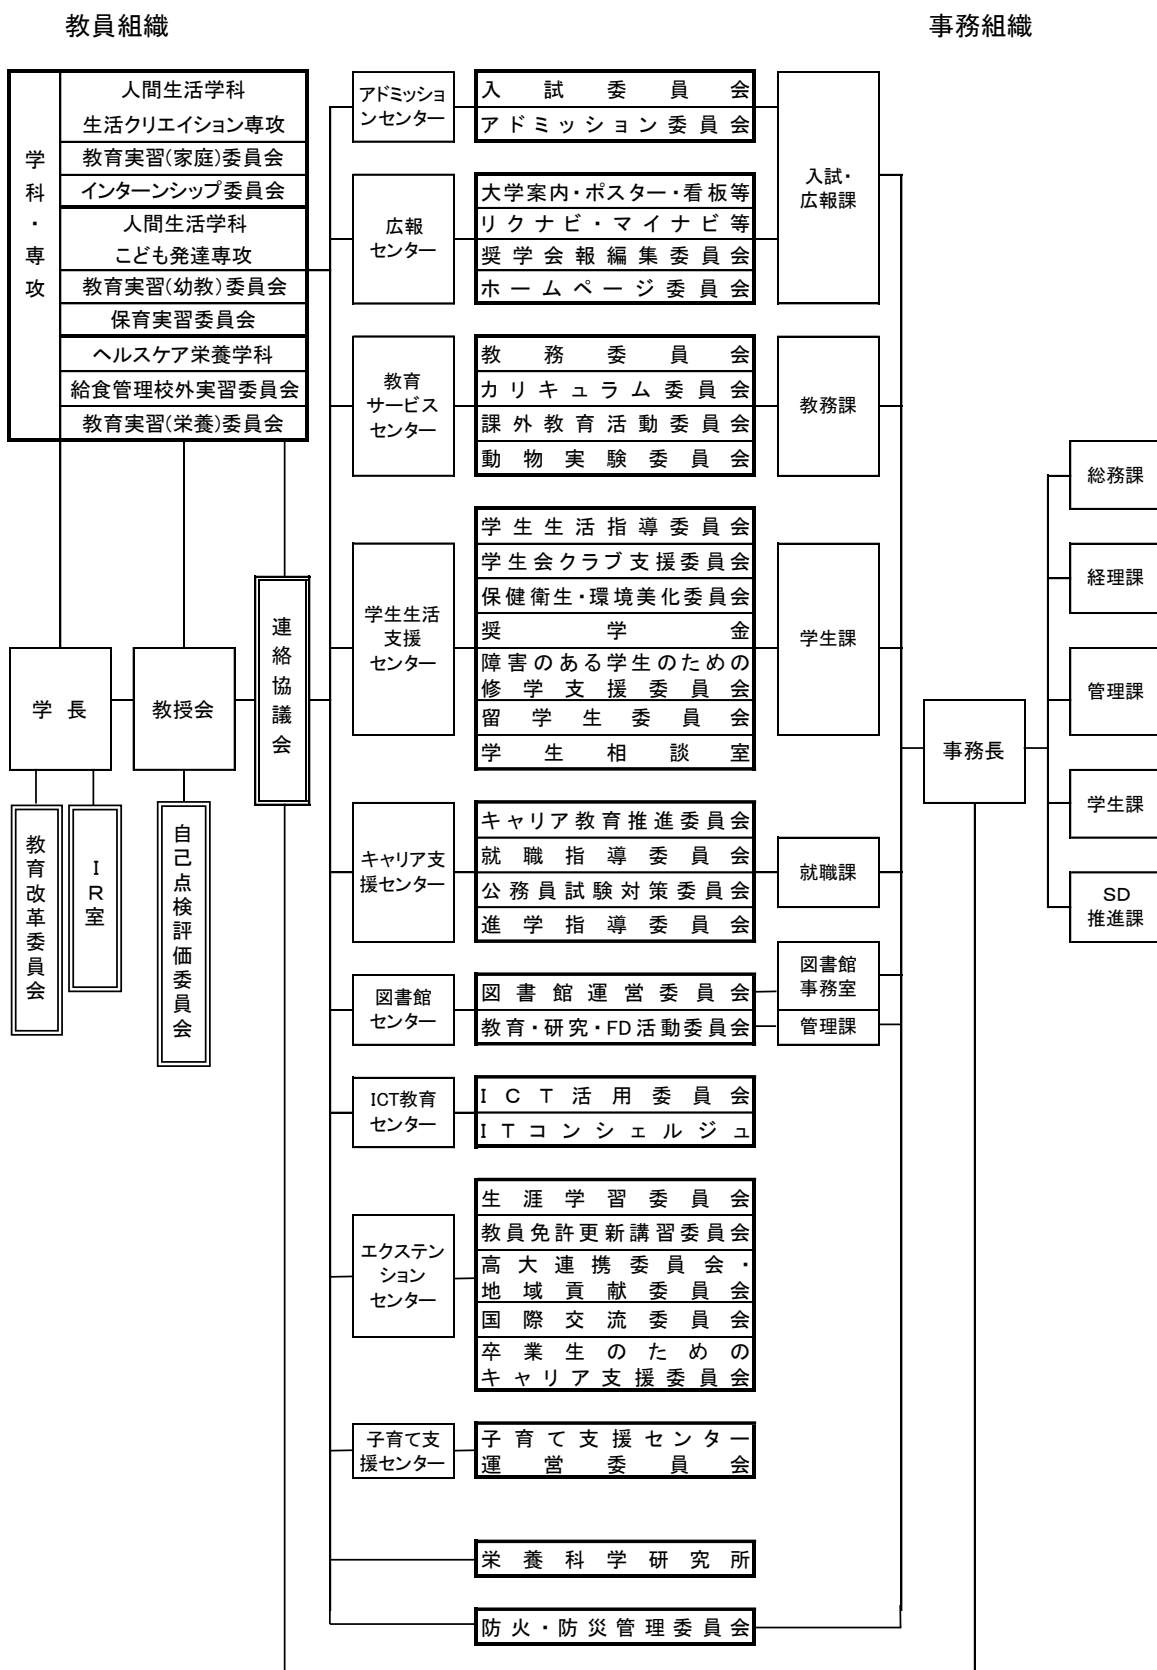 教員組織
事務組織
学科・専攻
人間生活学科
生活クリエイション専攻
教育実習(家庭)委員会
インターンシップ委員会
人間生活学科
こども発達専攻
教育実習(幼教)委員会
保育実習委員会
ヘルスケア栄養学科
給食管理校外実習委員会
教育実習(栄養)委員会
学長
教授会
連絡協議会
教育改革委員会
IR室
自己点検評価委員会
アドミッショ
ンセンター
入試委員会
アドミッション委員会
入試・
広報課
広報
センター
大学案内・ポスター・看板等
リクナビ・マイナビ等
奨学会報編集委員会
ホームページ委員会
教育
サービス
センター
教務委員会
カリキュラム委員会
課外教育活動委員会
動物実験委員会
教務課
学生生活
支援
センター
学生生活指導委員会
学生会クラブ支援委員会
保健衛生・環境美化委員会
奨学金
障害のある学生のための
修学支援委員会
留学生委員会
学生相談室
学生課
キャリア支
援センター
キャリア教育推進委員会
就職指導委員会
公務員試験対策委員会
進学指導委員会
就職課
図書館
センター
図書館運営委員会
教育・研究・FD活動委員会
図書館
事務室
管理課
ICT教育
センター
ICT活用委員会
ITコンシェルジュ
エクステン
ション
センター
生涯学習委員会
教員免許更新講習委員会
高大連携委員会・
地域貢献委員会
国際交流委員会
卒業生のための
キャリア支援委員会
子育て支
援センター
子育て支援センター
運営委員会
栄養科学研究所
防火・防災管理委員会
事務長
総務課
経理課
管理課
学生課
SD
推進課